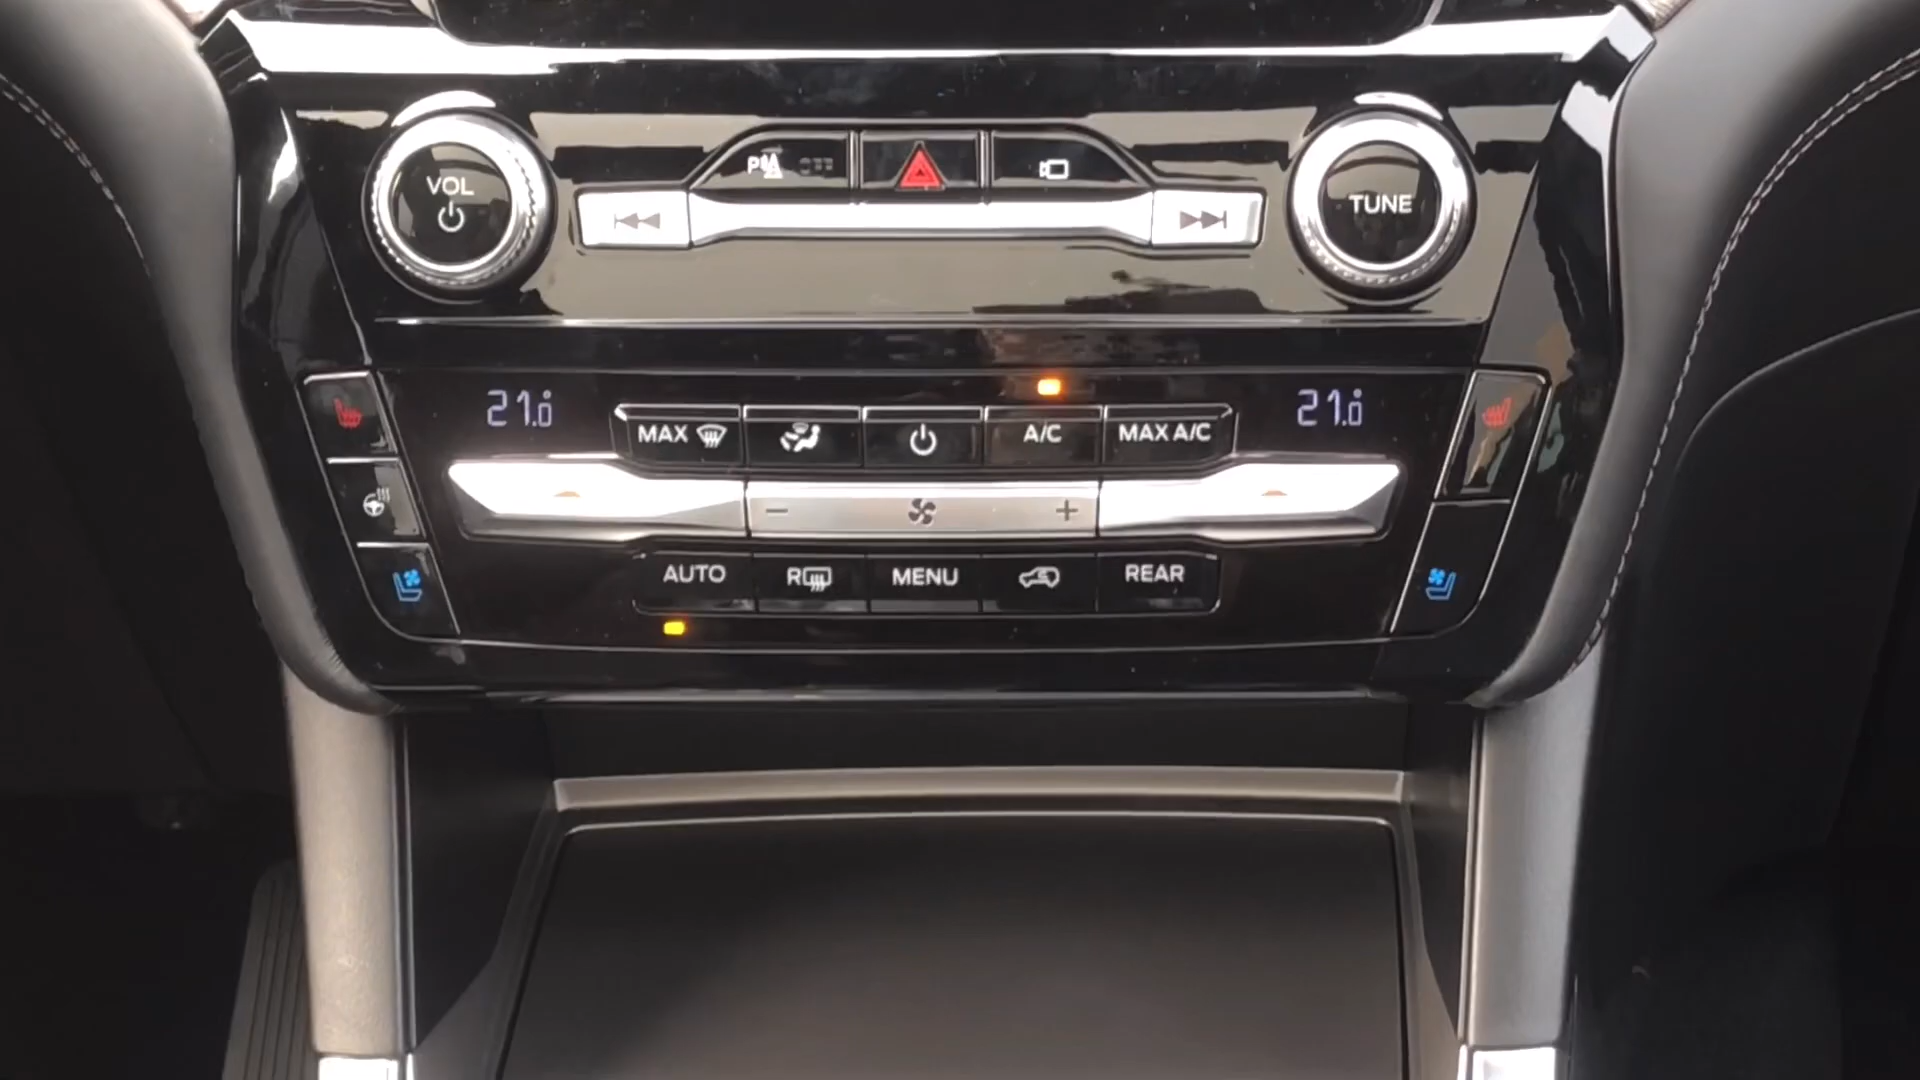 VOL
TUNE
21.0
21.0
MAX
A/C
MAX A/C
- +
AUTO
R
MENU
REAR